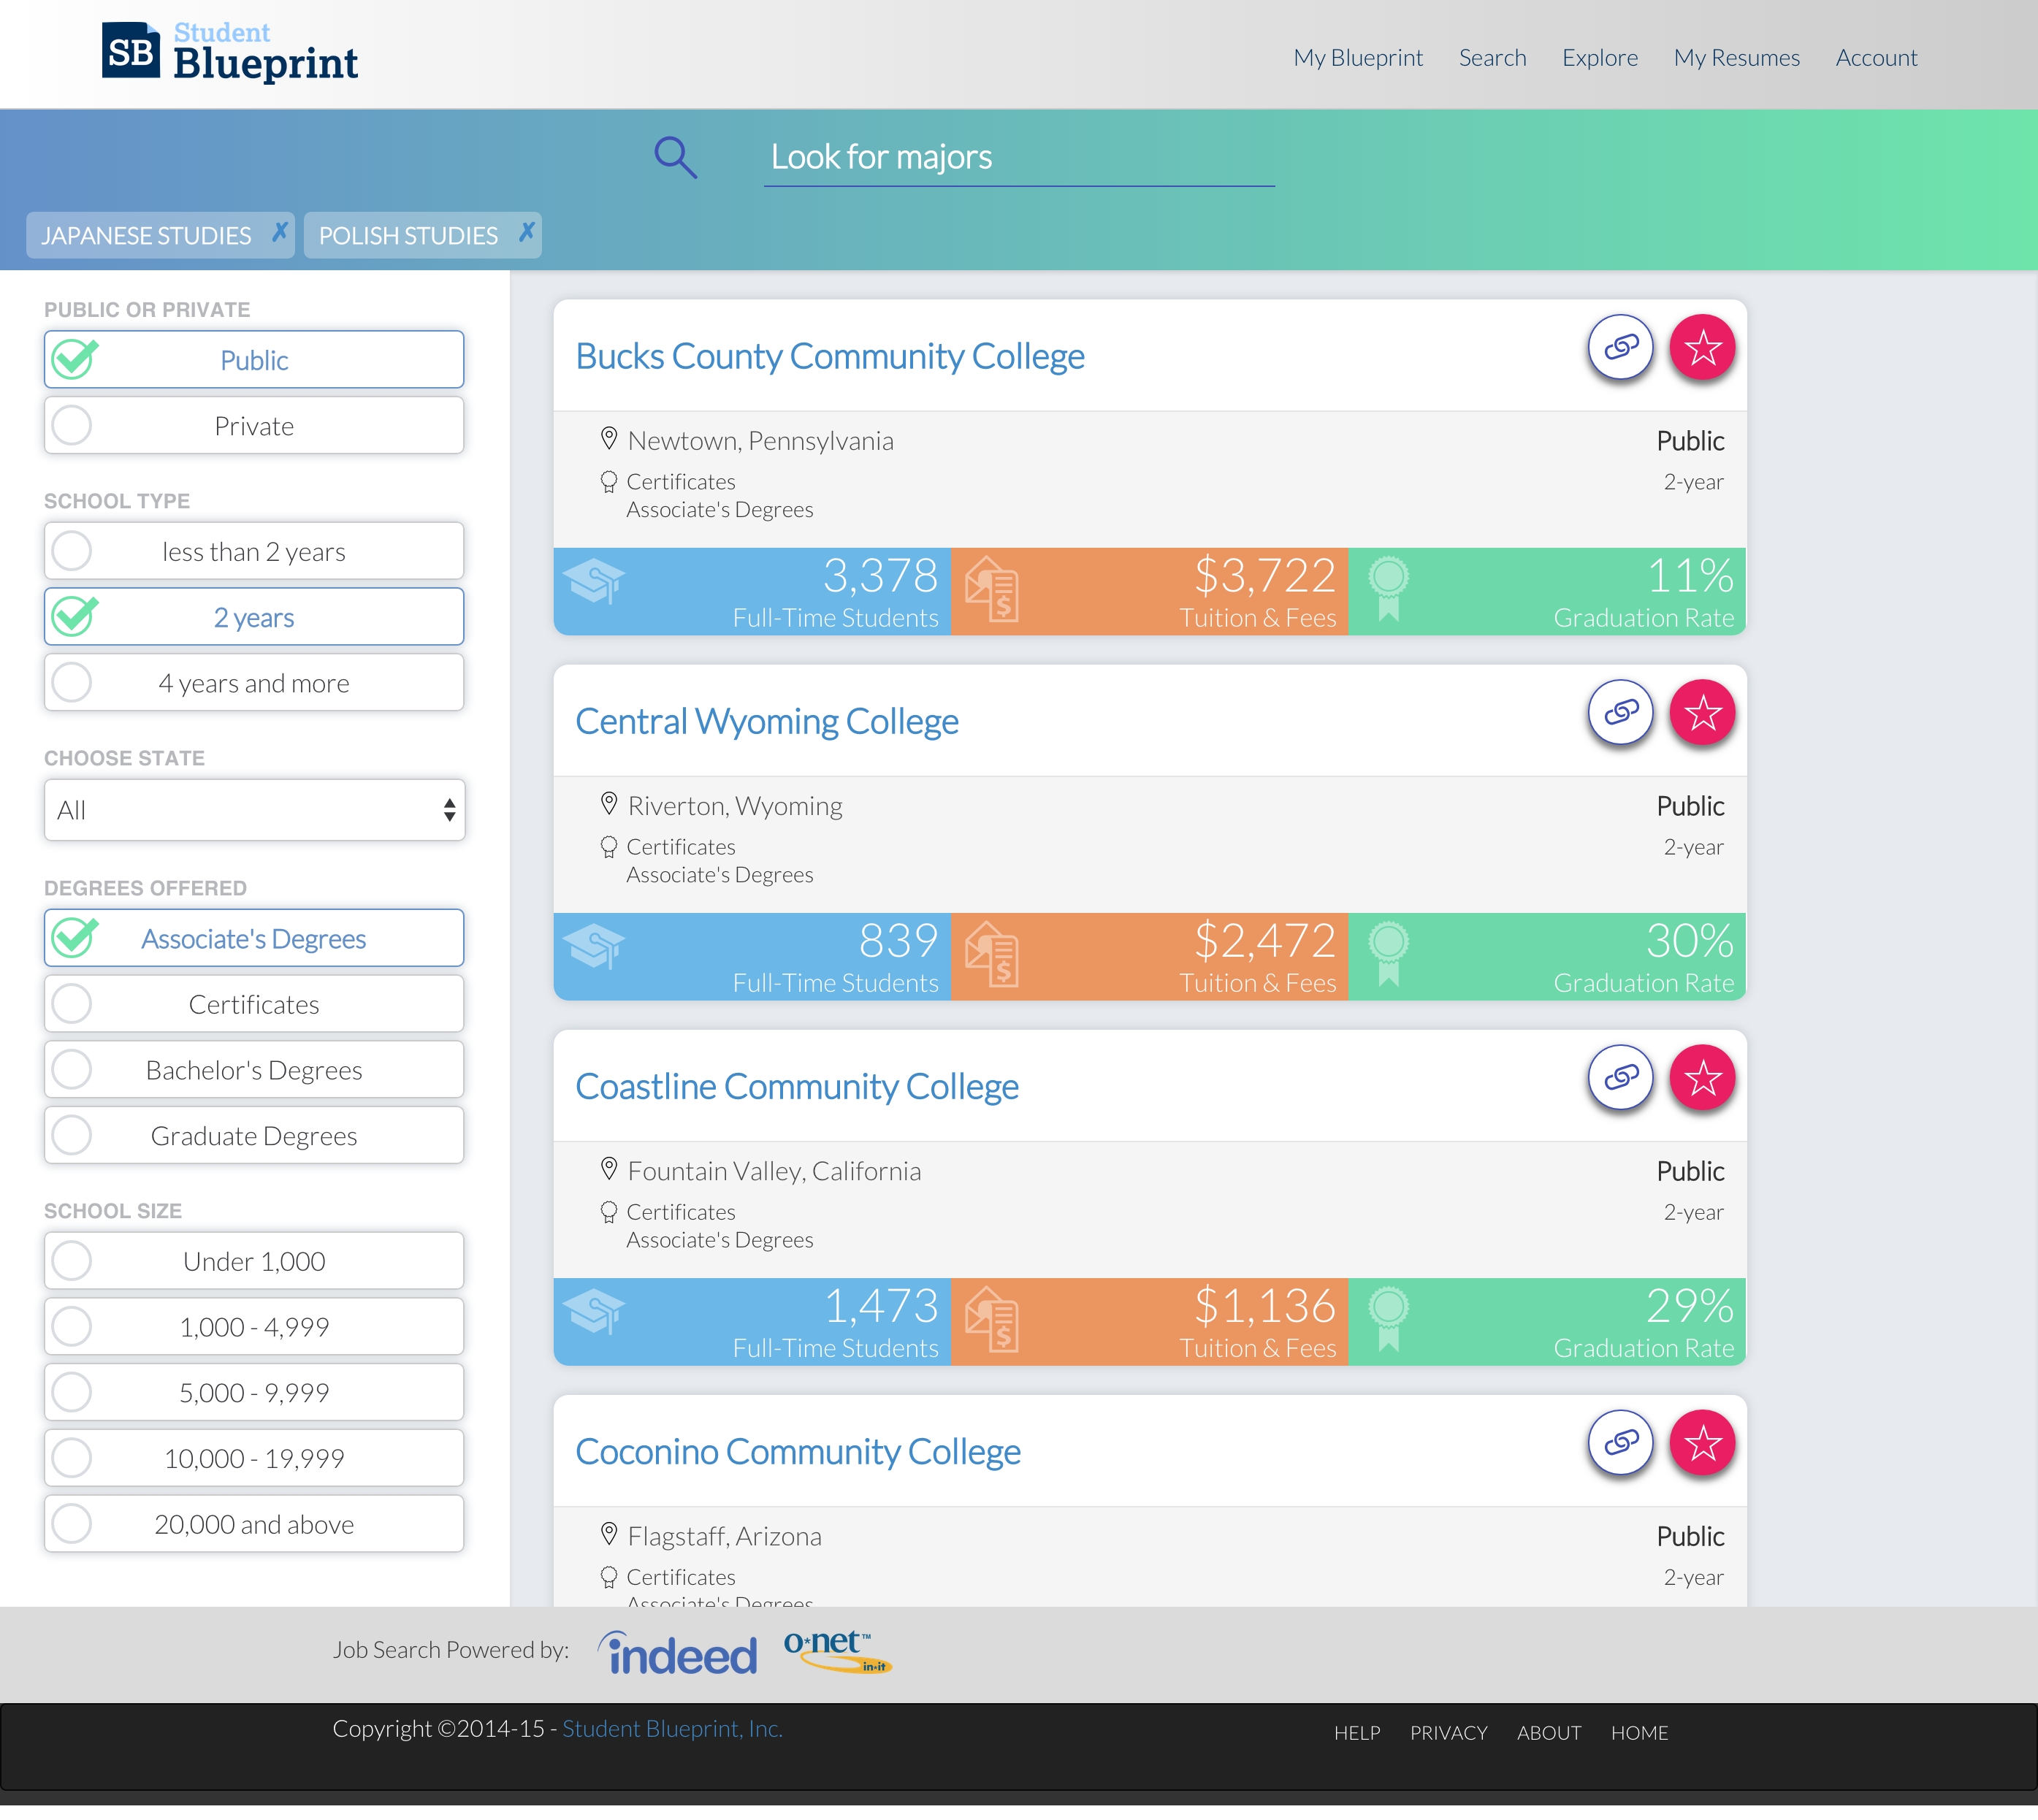 SB Student
Blueprint
My Blueprint Search Explore My Resumes Account
Look for majors
JAPANESE STUDIES ✗ POLISH STUDIES ✗
PUBLIC OR PRIVATE
Public
Private
SCHOOL TYPE
less than 2 years
2 years
4 years and more
CHOOSE STATE
All
DEGREES OFFERED
Associate's Degrees
Certificates
Bachelor's Degrees
Graduate Degrees
SCHOOL SIZE
Under 1,000
1,000 - 4,999
5,000 - 9,999
10,000 - 19,999
20,000 and above
Bucks County Community College
Newtown, Pennsylvania Public
Certificates 2-year
Associate's Degrees
3,378 $3,722 11%
Full-Time Students Tuition & Fees Graduation Rate
Central Wyoming College
Riverton, Wyoming Public
Certificates 2-year
Associate's Degrees
839 $2,472 30%
Full-Time Students Tuition & Fees Graduation Rate
Coastline Community College
Fountain Valley, California Public
Certificates 2-year
Associate's Degrees
1,473 $1,136 29%
Full-Time Students Tuition & Fees Graduation Rate
Coconino Community College
Flagstaff, Arizona Public
Certificates 2-year
Associate's Degrees
Job Search Powered by: indeed o*net™ in-it
Copyright ©2014-15 - Student Blueprint, Inc. HELP PRIVACY ABOUT HOME